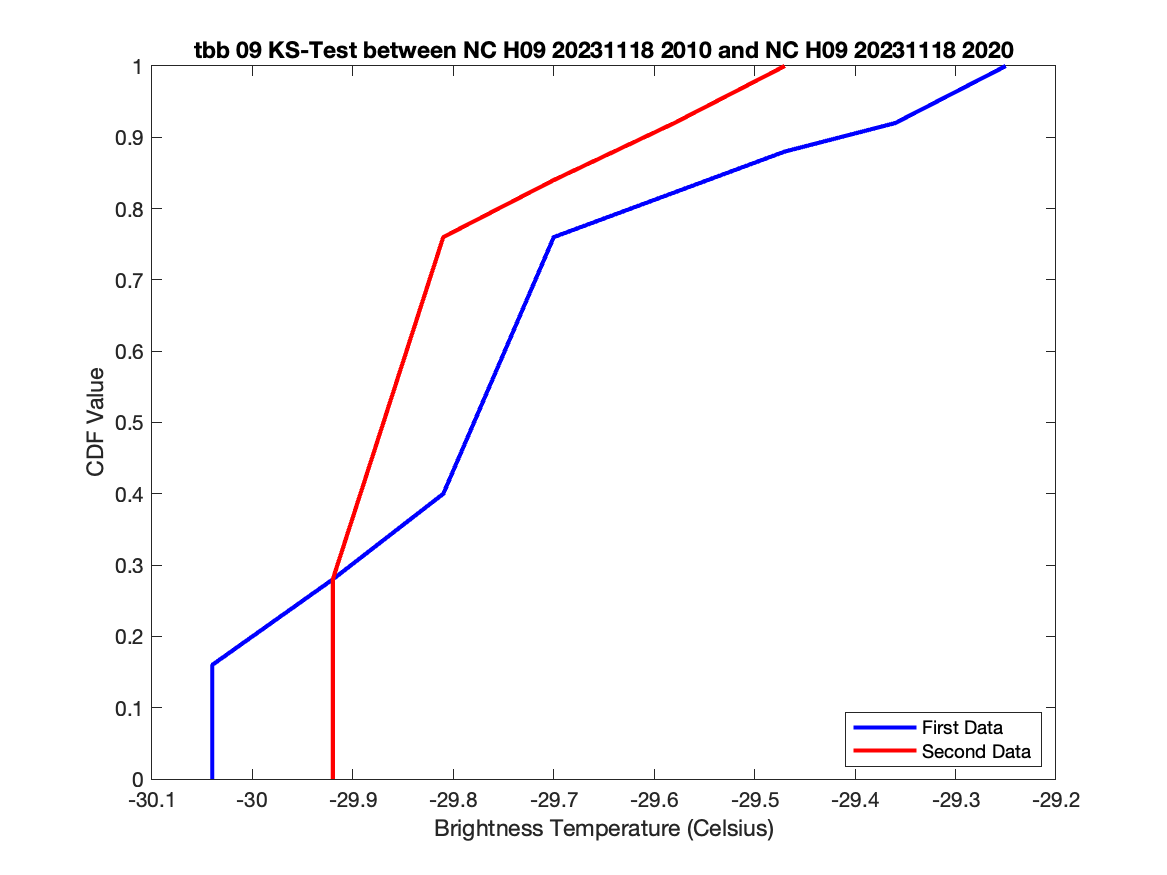 tbb 09 KS-Test between NC H09 20231118 2010 and NC H09 20231118 2020
1
0.9
0.8
0.7
0.6
0.5
0.4
0.3
0.2
0.1
0
CDF Value
-30.1 -30 -29.9 -29.8 -29.7 -29.6 -29.5 -29.4 -29.3 -29.2
Brightness Temperature (Celsius)
First Data
Second Data